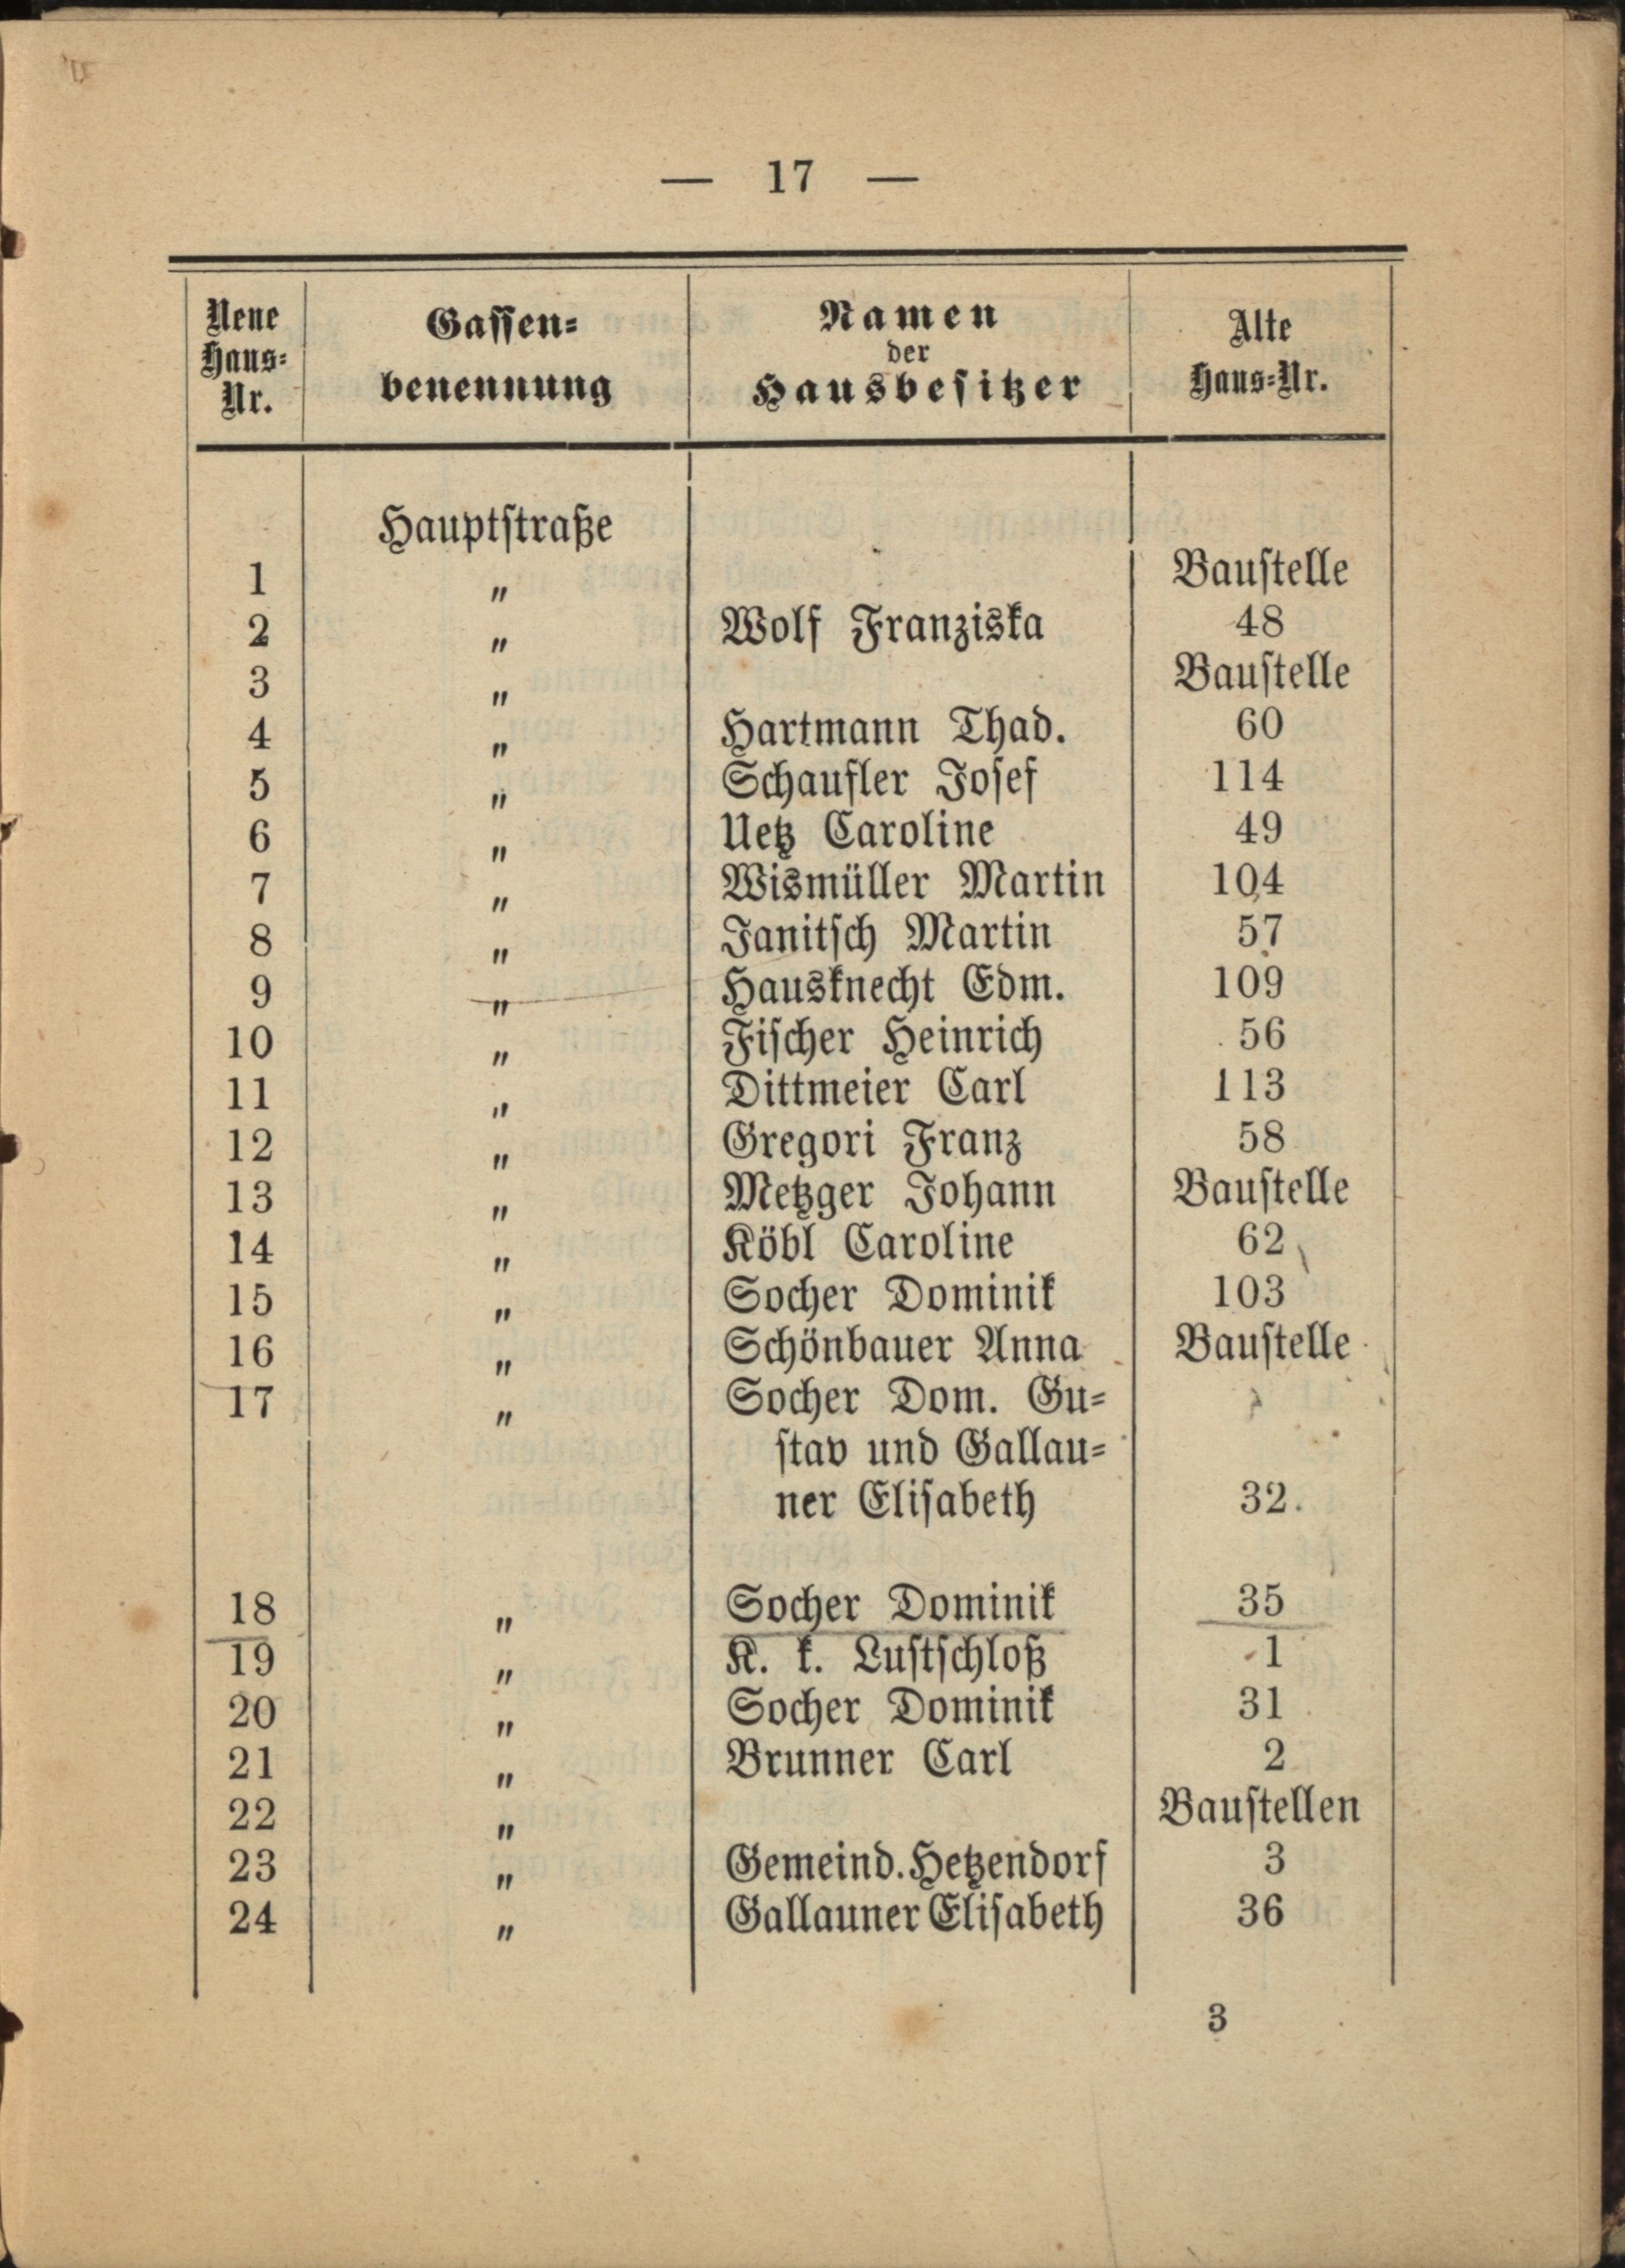 — 17 —
Neue Haus- Nr. Gassen- benennung Namen der Hausbesitzer Alte Haus-Nr.
Hauptstraße
1 " Baustelle
2 " Wolf Franziska 48
3 " Baustelle
4 " Hartmann Thad. 60
5 " Schaufler Josef 114
6 " Uetz Caroline 49
7 " Wismüller Martin 104
8 " Janitsch Martin 57
9 " Hausknecht Edm. 109
10 " Fischer Heinrich 56
11 " Dittmeier Carl 113
12 " Gregori Franz 58
13 " Metzger Johann Baustelle
14 " Köbl Caroline 62
15 " Socher Dominik 103
16 " Schönbauer Anna Baustelle
17 " Socher Dom. Gu-
stav und Gallau-
ner Elisabeth 32.
18 " Socher Dominik 35
19 " K. k. Lustschloß 1
20 " Socher Dominik 31
21 " Brunner Carl 2
22 " Baustellen
23 " Gemeind. Hetzendorf 3
24 " Gallauner Elisabeth 36
3